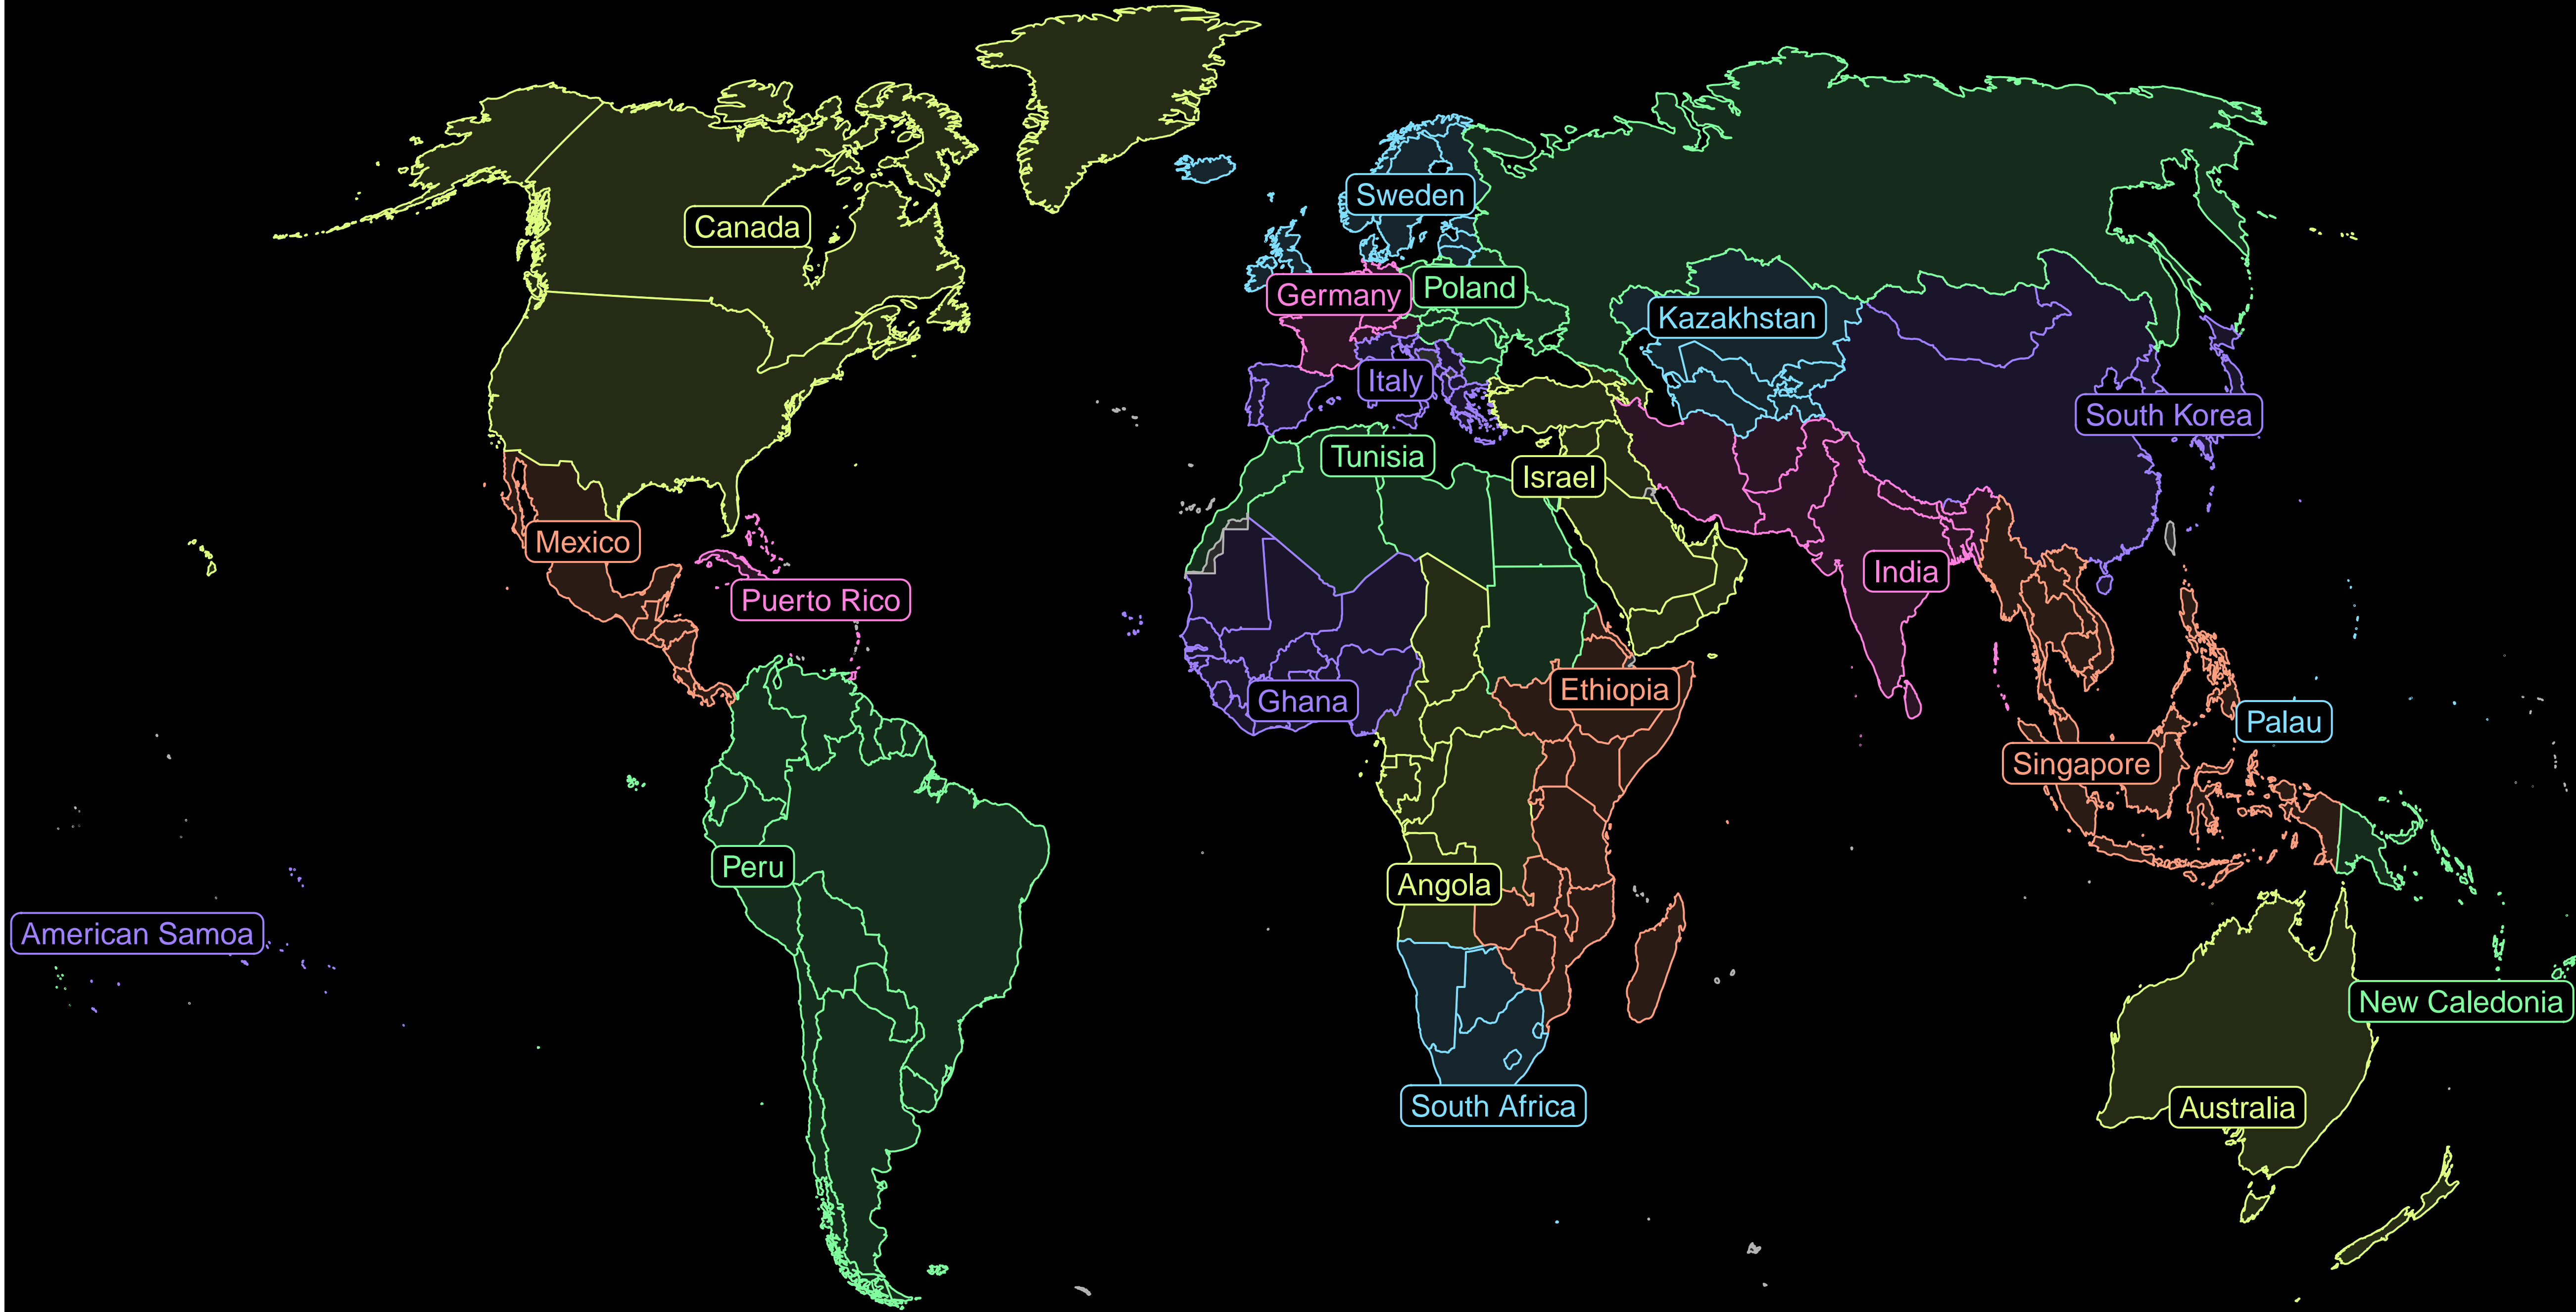 Sweden
Canada
Poland
Germany
Kazakhstan
Italy
South Korea
Tunisia
Israel
Mexico
India
Puerto Rico
Ethiopia
Ghana
Palau
Singapore
Peru
Angola
American Samoa
New Caledonia
South Africa
Australia